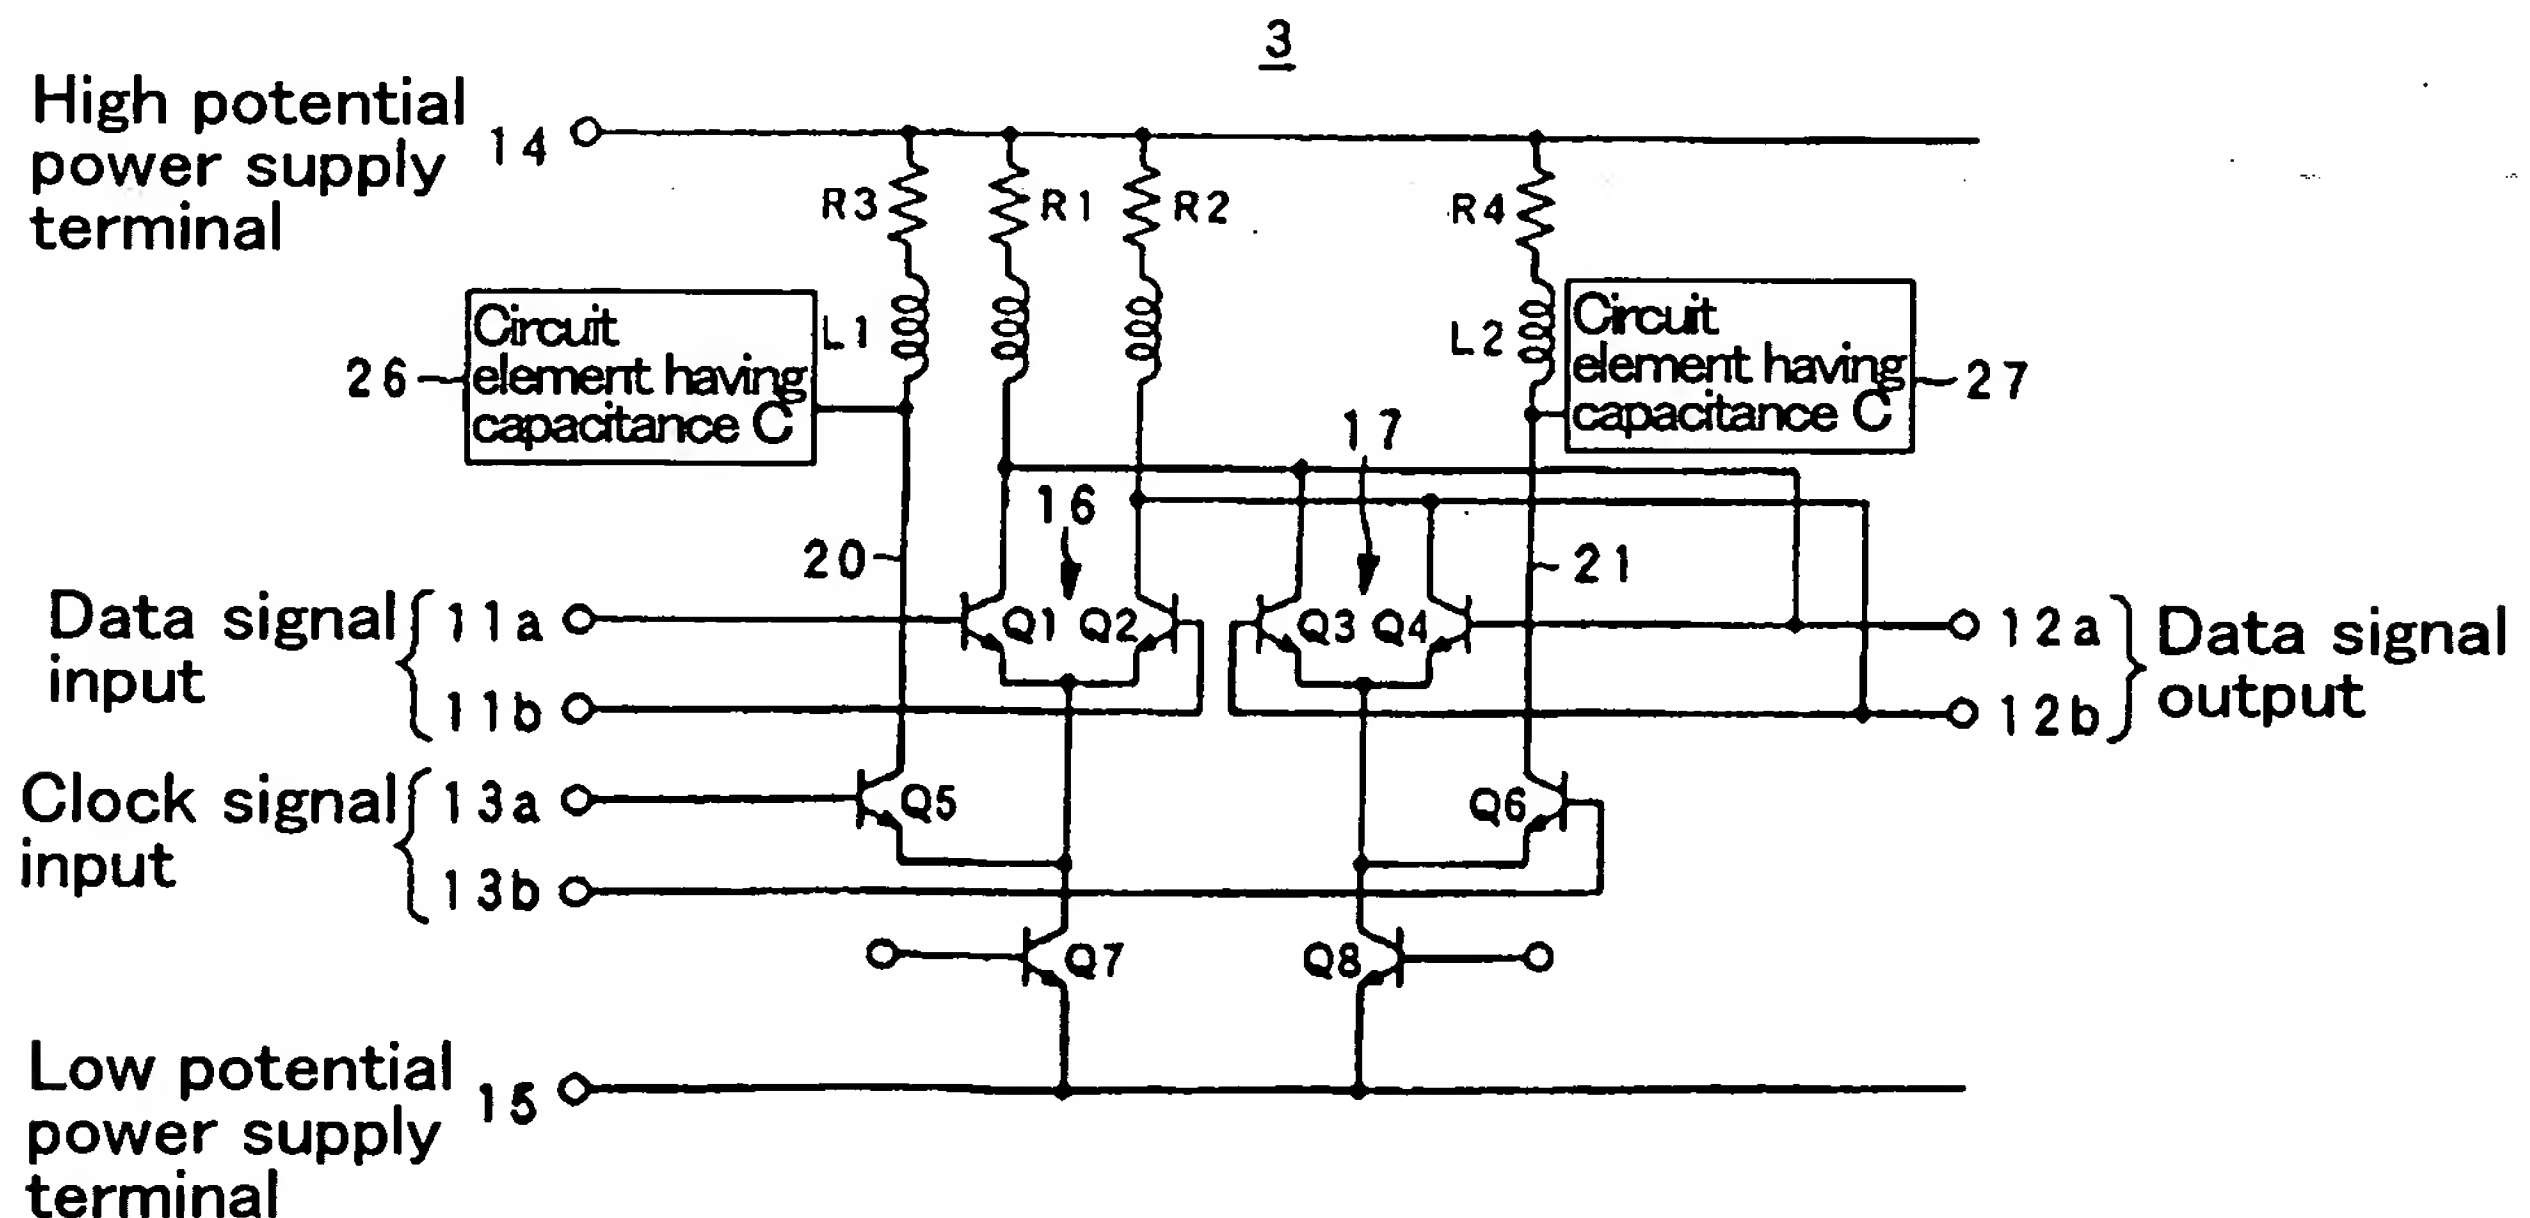 3
High potential
power supply
terminal
14
R3
R1
R2
R4
Circuit
element having
capacitance C
26
L1
L2
Circuit
element having
capacitance C
27
17
16
20
21
Data signal
input
11a
11b
Q1
Q2
Q3
Q4
12a
12b
Data signal
output
Clock signal
input
13a
13b
Q5
Q6
Q7
Q8
Low potential
power supply
terminal
15